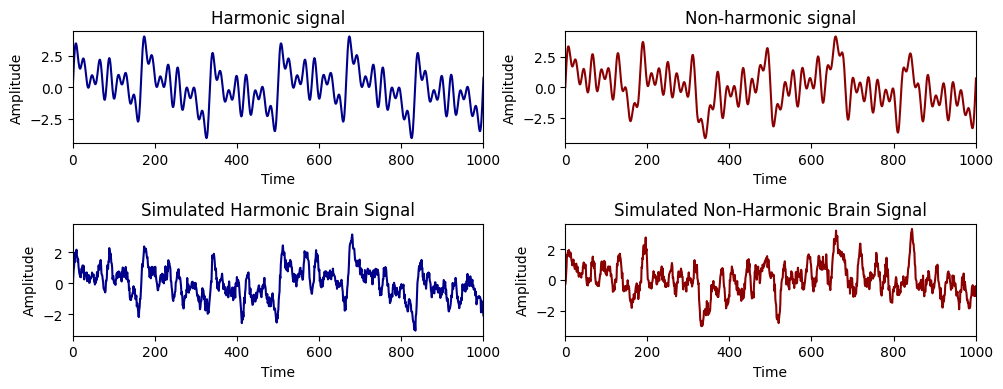 Harmonic signal
Amplitude
2.5
0.0
−2.5
0 200 400 600 800 1000
Time
Non-harmonic signal
Amplitude
2.5
0.0
−2.5
0 200 400 600 800 1000
Time
Simulated Harmonic Brain Signal
Amplitude
2
0
−2
0 200 400 600 800 1000
Time
Simulated Non-Harmonic Brain Signal
Amplitude
2
0
−2
0 200 400 600 800 1000
Time